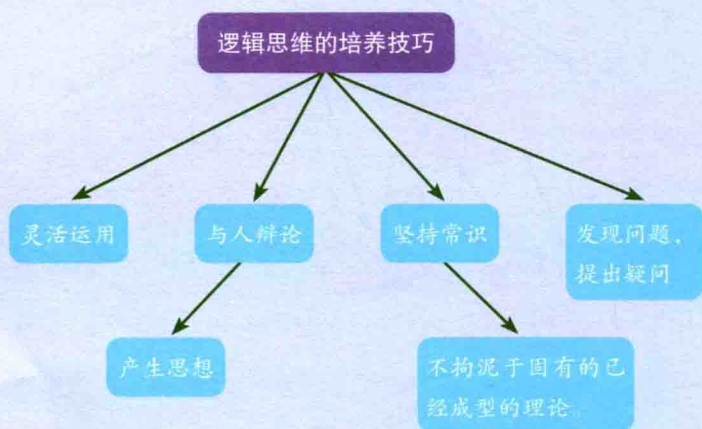 逻辑思维的培养技巧
灵活运用
与人辩论
坚持常识
发现问题，
提出疑问
产生思想
不拘泥于固有的已
经成型的理论。